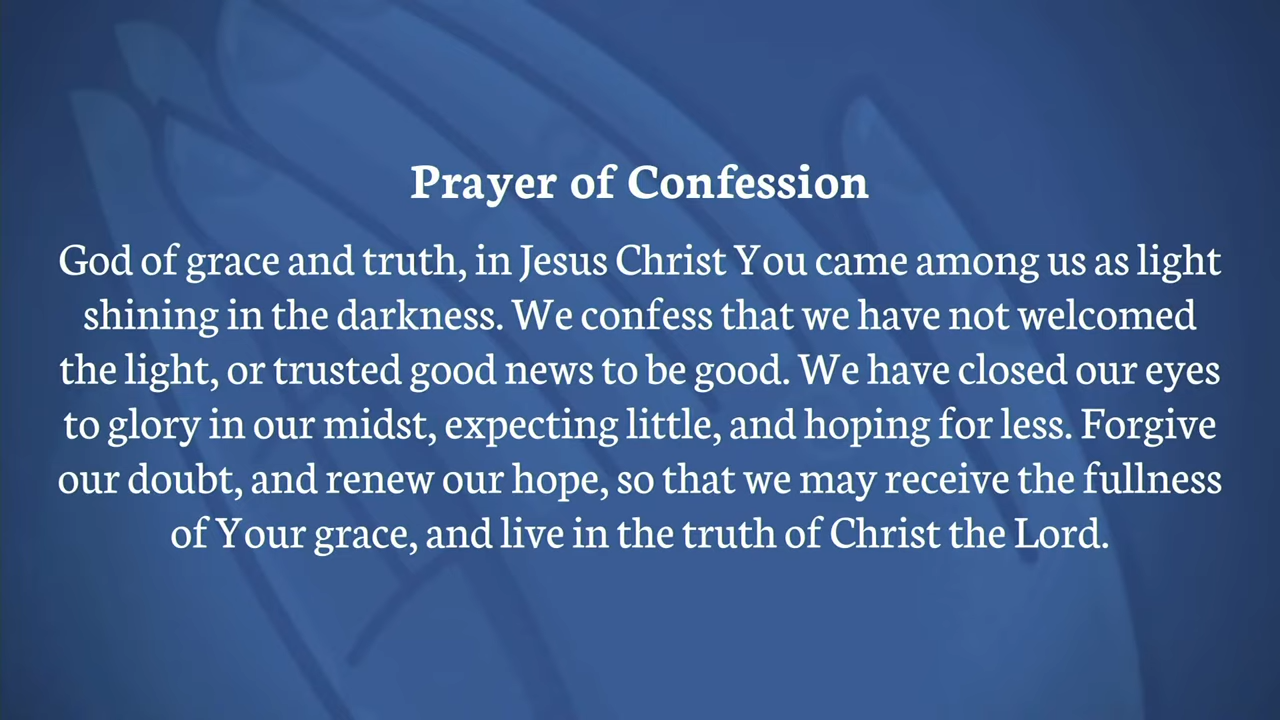 Prayer of Confession
God of grace and truth, in Jesus Christ You came among us as light
shining in the darkness. We confess that we have not welcomed
the light, or trusted good news to be good. We have closed our eyes
to glory in our midst, expecting little, and hoping for less. Forgive
our doubt, and renew our hope, so that we may receive the fullness
of Your grace, and live in the truth of Christ the Lord.